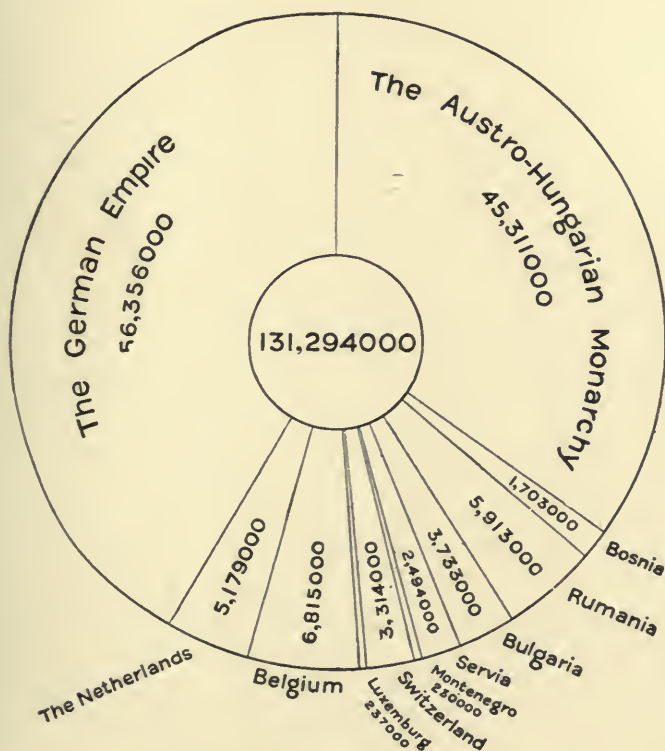 The German Empire
56,356000
The Austro-Hungarian Monarchy
45,311000
131,294000
1,703000
Bosnia
5,913000
Rumania
3,733000
Bulgaria
2,494000
Servia
Montenegro
230000
3,314000
Switzerland
Luxemburg
237000
6,815000
Belgium
5,179000
The Netherlands